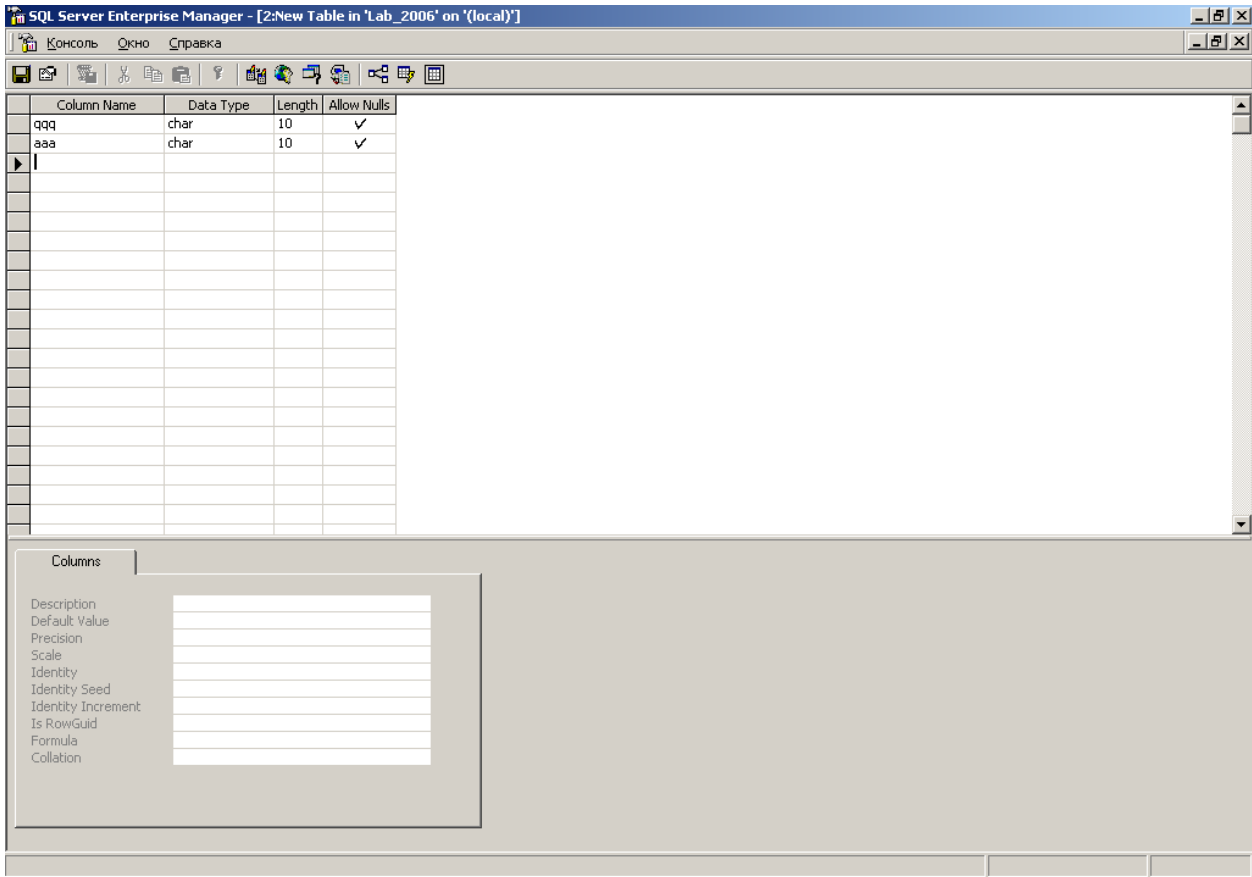 SQL Server Enterprise Manager - [2:New Table in 'Lab_2006' on '(local)']
Консоль Окно Справка
Column Name Data Type Length Allow Nulls
qqq char 10
aaa char 10
Columns
Description
Default Value
Precision
Scale
Identity
Identity Seed
Identity Increment
Is RowGuid
Formula
Collation